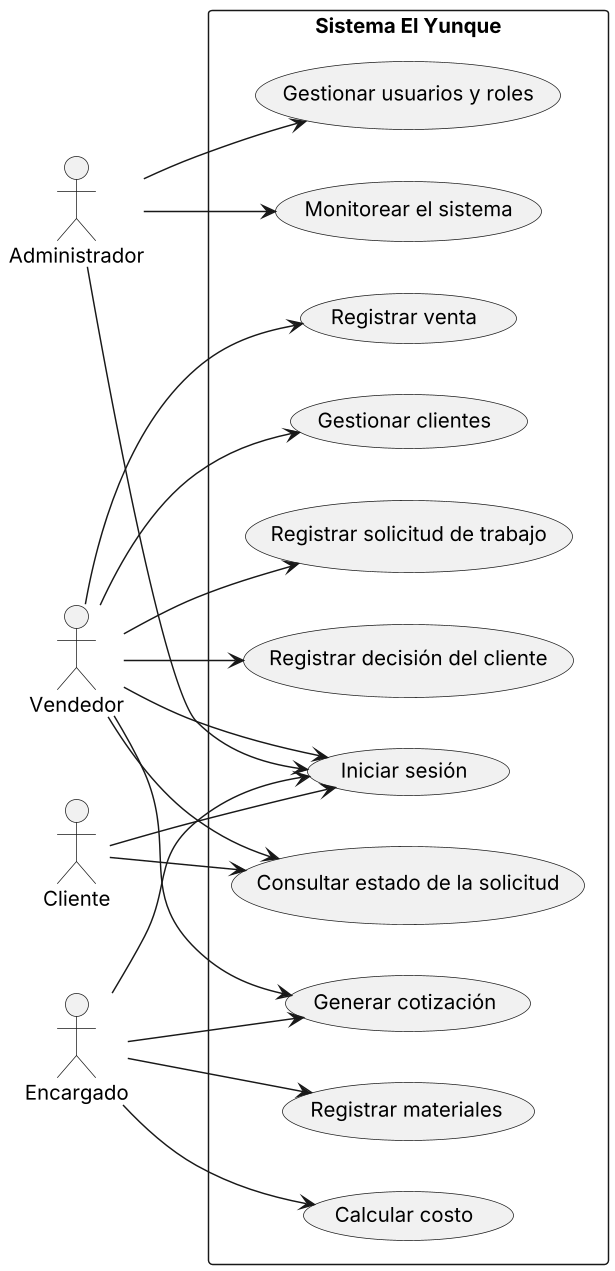 Sistema El Yunque
Gestionar usuarios y roles
Monitorear el sistema
Administrador
Registrar venta
Gestionar clientes
Registrar solicitud de trabajo
Registrar decisión del cliente
Vendedor
Iniciar sesión
Consultar estado de la solicitud
Cliente
Generar cotización
Encargado
Registrar materiales
Calcular costo